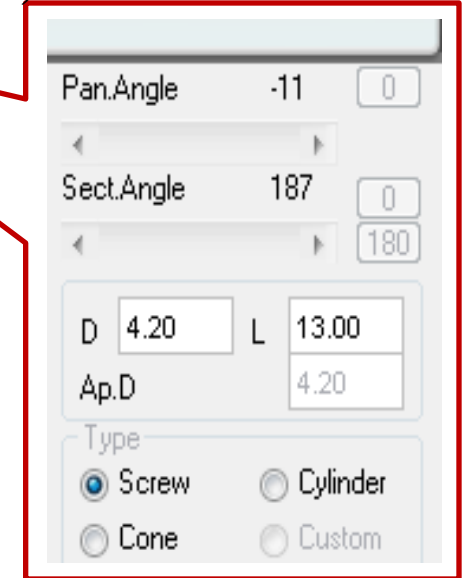 Pan.Angle -11 0
Sect.Angle 187 0
180
D 4.20 L 13.00
Ap.D 4.20
Type
Screw Cylinder
Cone Custom